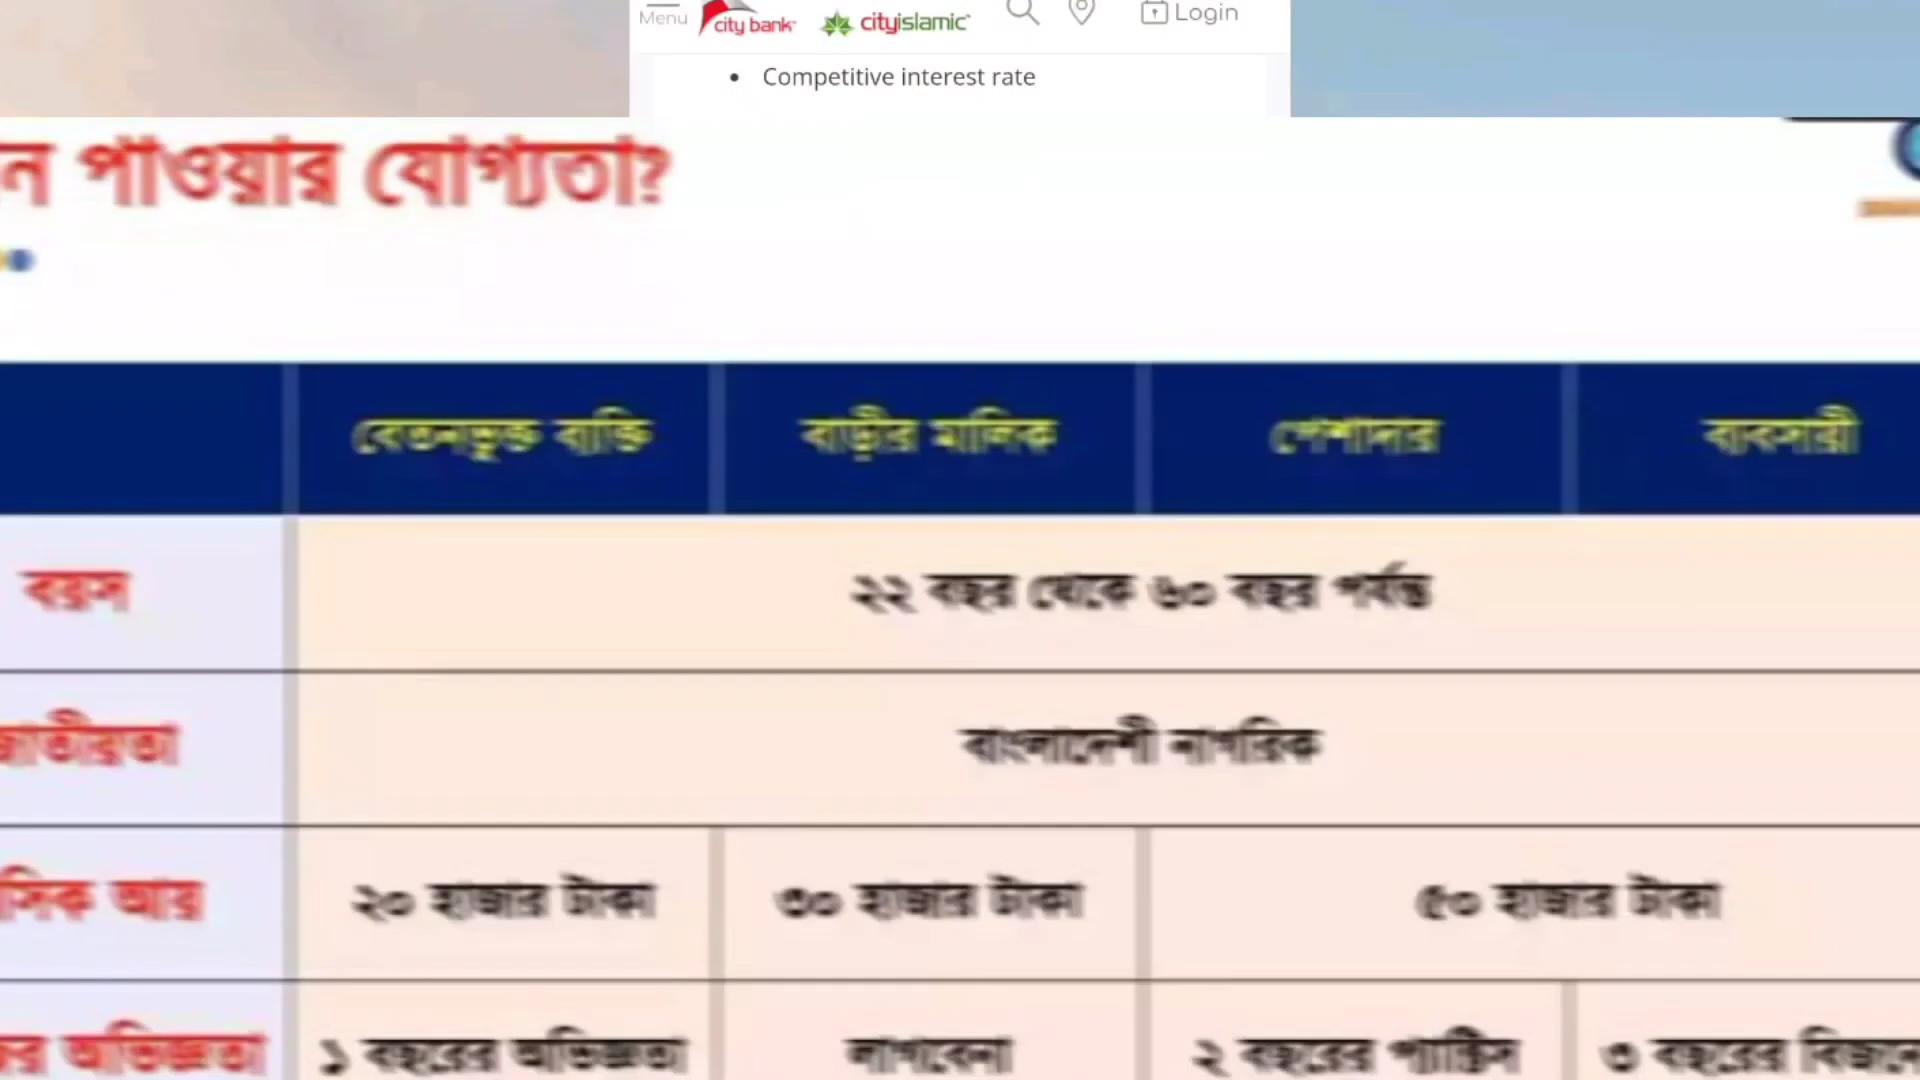 Menu city bank cityislamic Login
• Competitive interest rate
ন পাওয়ার যোগ্যতা?
বেতনভুক্ত ব্যক্তি বাড়ীর মালিক পেশাদার ব্যবসায়ী
বয়স ২২ বছর থেকে ৬০ বছর পর্যন্ত
জাতীয়তা বাংলাদেশী নাগরিক
সিক আয় ২০ হাজার টাকা ৩০ হাজার টাকা ৫০ হাজার টাকা
র অভিজ্ঞতা ১ বছরের অভিজ্ঞতা লাগবেনা ২ বছরের প্যাক্টিস ৩ বছরের বিজনে